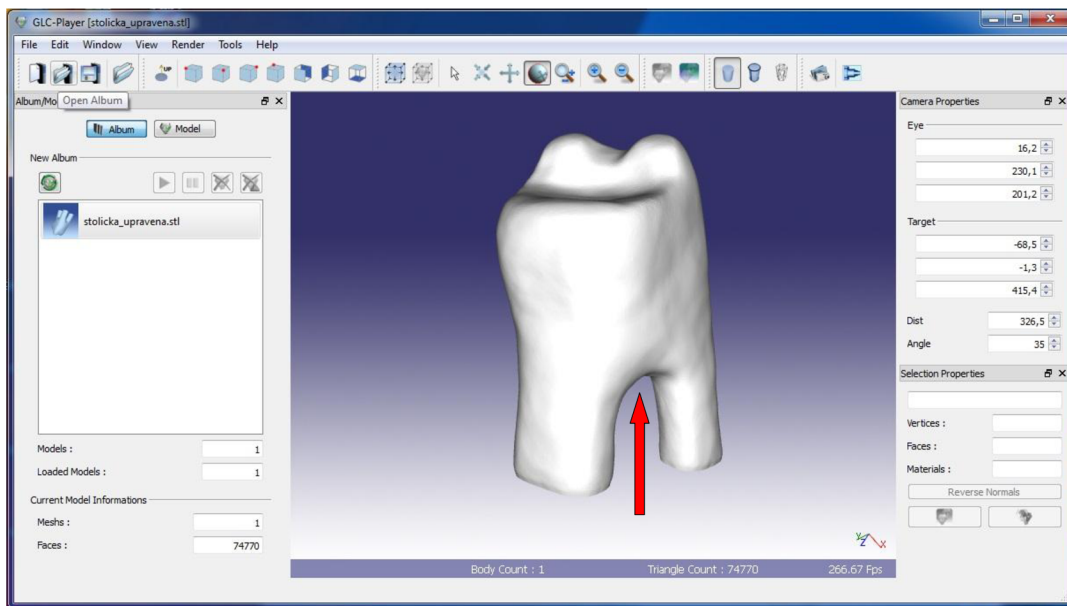 GLC-Player [stolicka_upravena.stl]
File Edit Window View Render Tools Help
Album/Mo
Open Album
Album Model
New Album
stolicka_upravena.stl
Models : 1
Loaded Models : 1
Current Model Informations
Meshs : 1
Faces : 74770
Body Count : 1 Triangle Count : 74770 266.67 Fps
Y Z X
Camera Properties
Eye
16,2
230,1
201,2
Target
-68,5
-1,3
415,4
Dist 326,5
Angle 35
Selection Properties
Vertices :
Faces :
Materials :
Reverse Normals